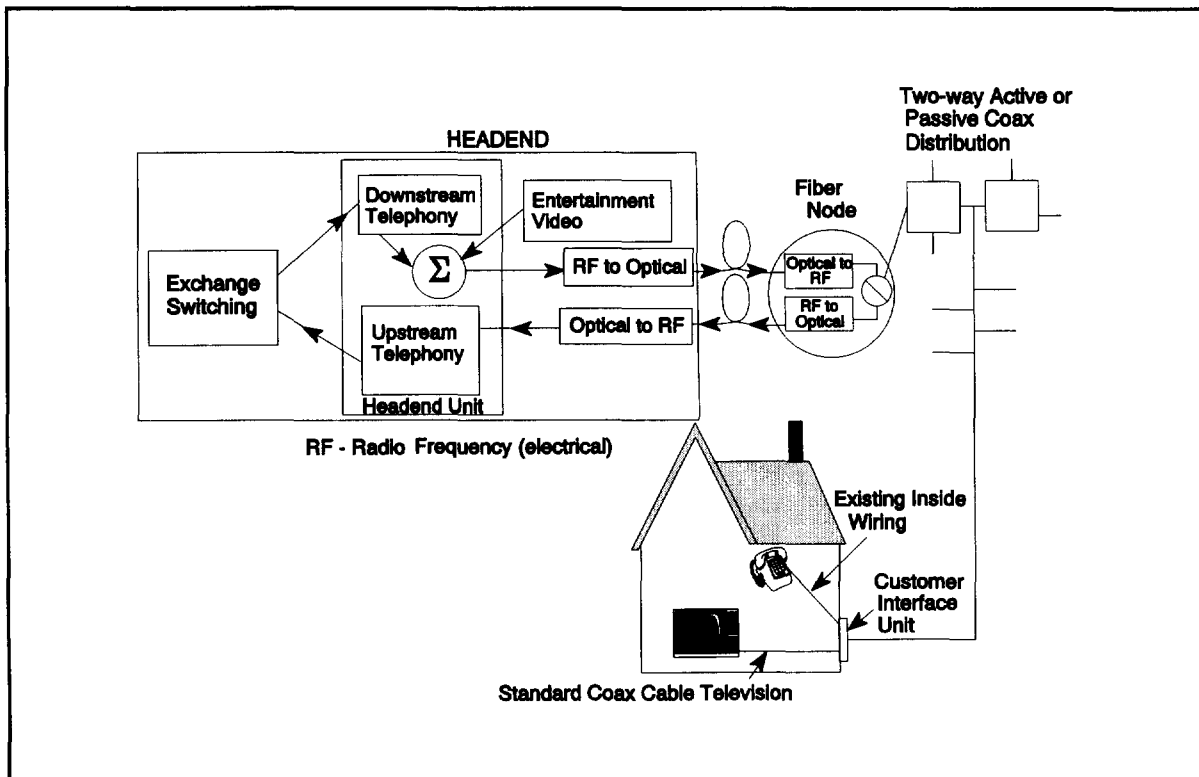 Two-way Active or
Passive Coax
Distribution
HEADEND
Fiber
Node
Downstream
Telephony
Entertainment
Video
Exchange
Switching
Σ
RF to Optical
Optical to
RF
RF to
Optical
Optical to RF
Upstream
Telephony
Headend Unit
RF - Radio Frequency (electrical)
Existing Inside
Wiring
Customer
Interface
Unit
Standard Coax Cable Television